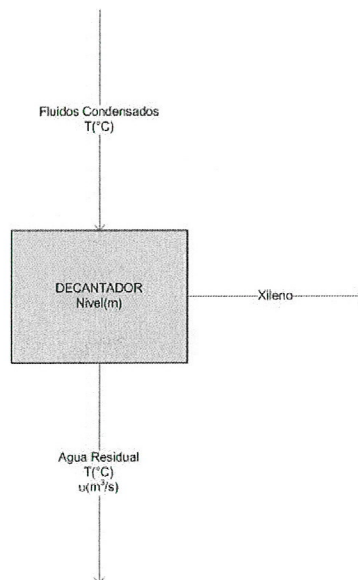 Fluidos Condensados
T(°C)
DECANTADOR
Nivel(m)
Xileno
Agua Residual
T(°C)
υ(m³/s)